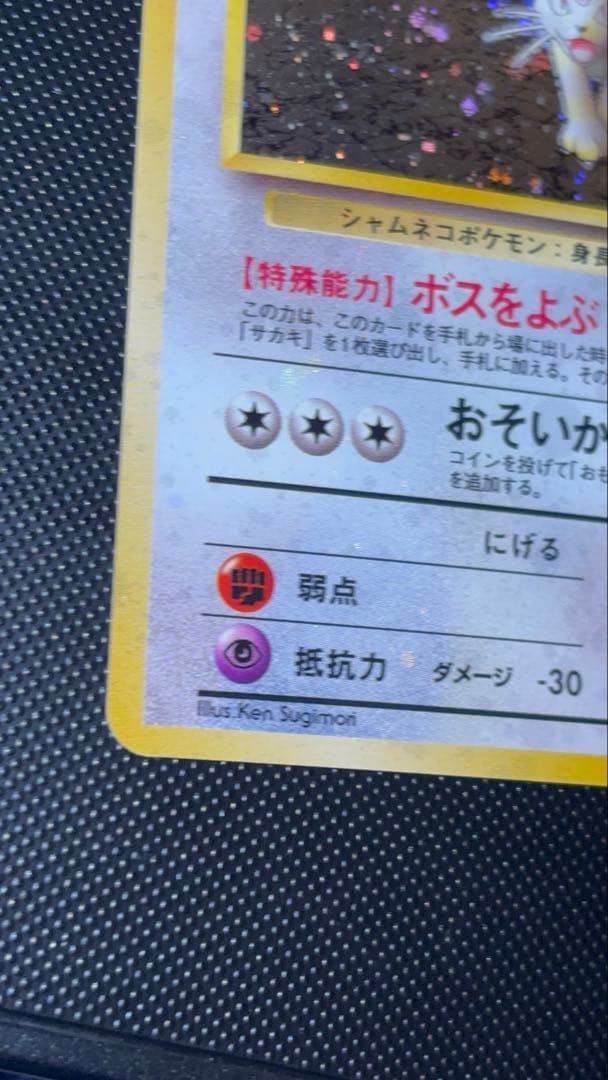 シャムネコポケモン：身長
【特殊能力】ボスをよぶ
この力は、このカードを手札から場に出した時
「サカキ」を1枚選び出し、手札に加える。その
おそいか
コインを投げて「おも
を追加する。
にげる
弱点
抵抗力 ダメージ -30
Illus. Ken Sugimori